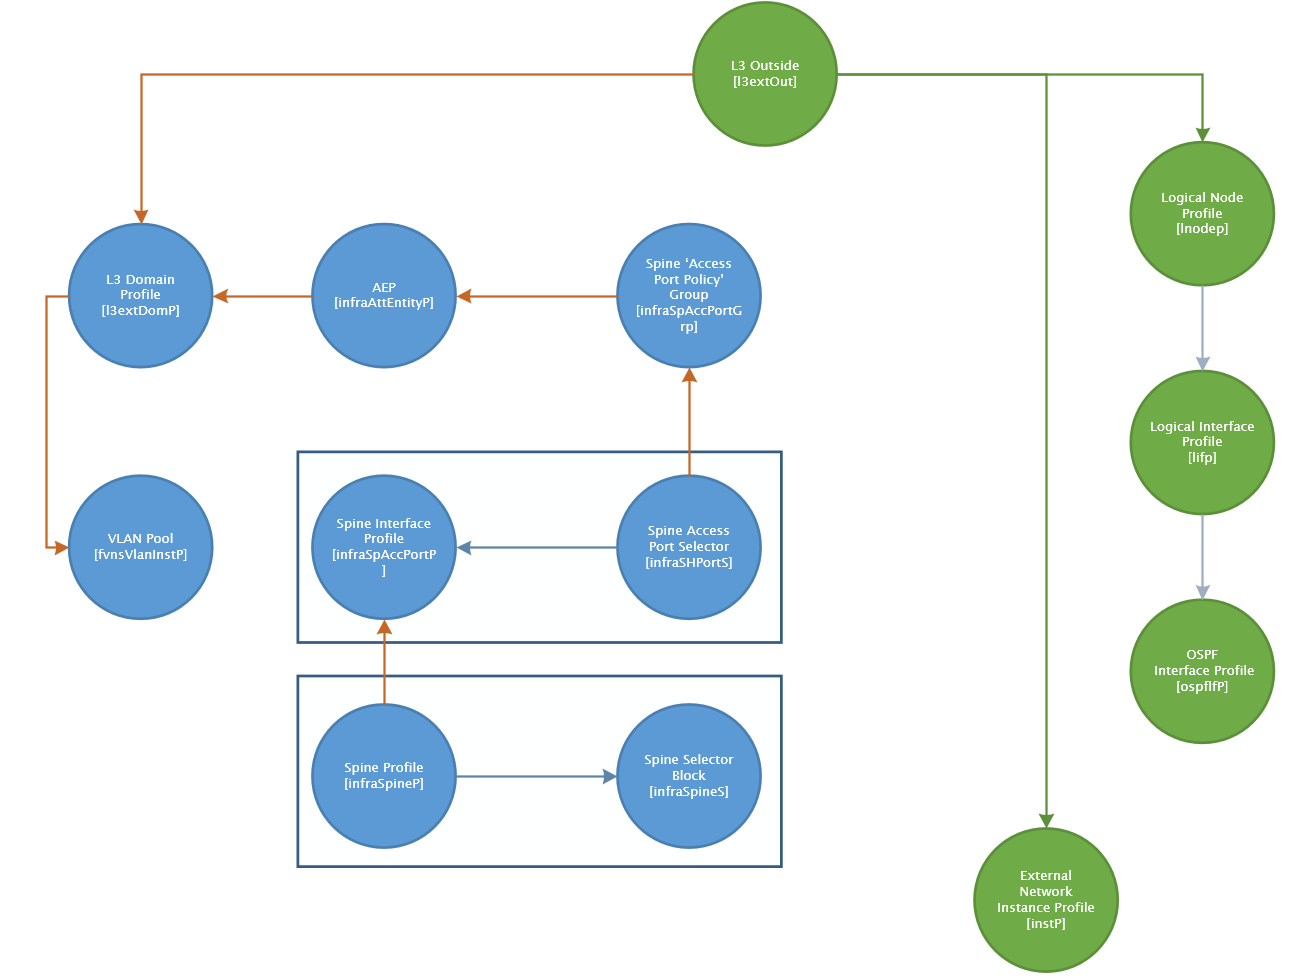 L3 Outside
[l3extOut]
Logical Node
Profile
[lnodep]
L3 Domain
Profile
[l3extDomP]
AEP
[infraAttEntityP]
Spine ‘Access
Port Policy’
Group
[infraSpAccPortG
rp]
Logical Interface
Profile
[lifp]
VLAN Pool
[fvnsVlanInstP]
Spine Interface
Profile
[infraSpAccPortP
]
Spine Access
Port Selector
[infraSHPortS]
OSPF
Interface Profile
[ospfIfP]
Spine Profile
[infraSpineP]
Spine Selector
Block
[infraSpineS]
External
Network
Instance Profile
[instP]